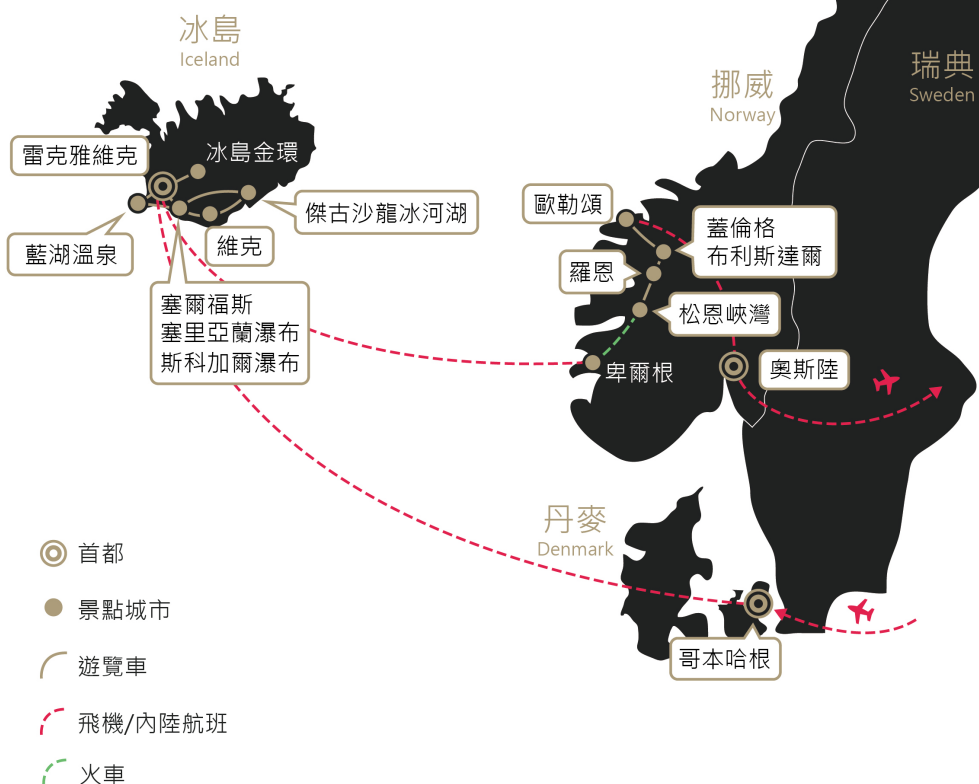 冰島
Iceland
挪威
Norway
瑞典
Sweden
雷克雅維克
冰島金環
藍湖溫泉
維克
傑古沙龍冰河湖
塞爾福斯
塞里亞蘭瀑布
斯科加爾瀑布
歐勒頌
蓋倫格
布利斯達爾
羅恩
松恩峽灣
卑爾根
奧斯陸
丹麥
Denmark
哥本哈根
首都
景點城市
遊覽車
飛機/內陸航班
火車